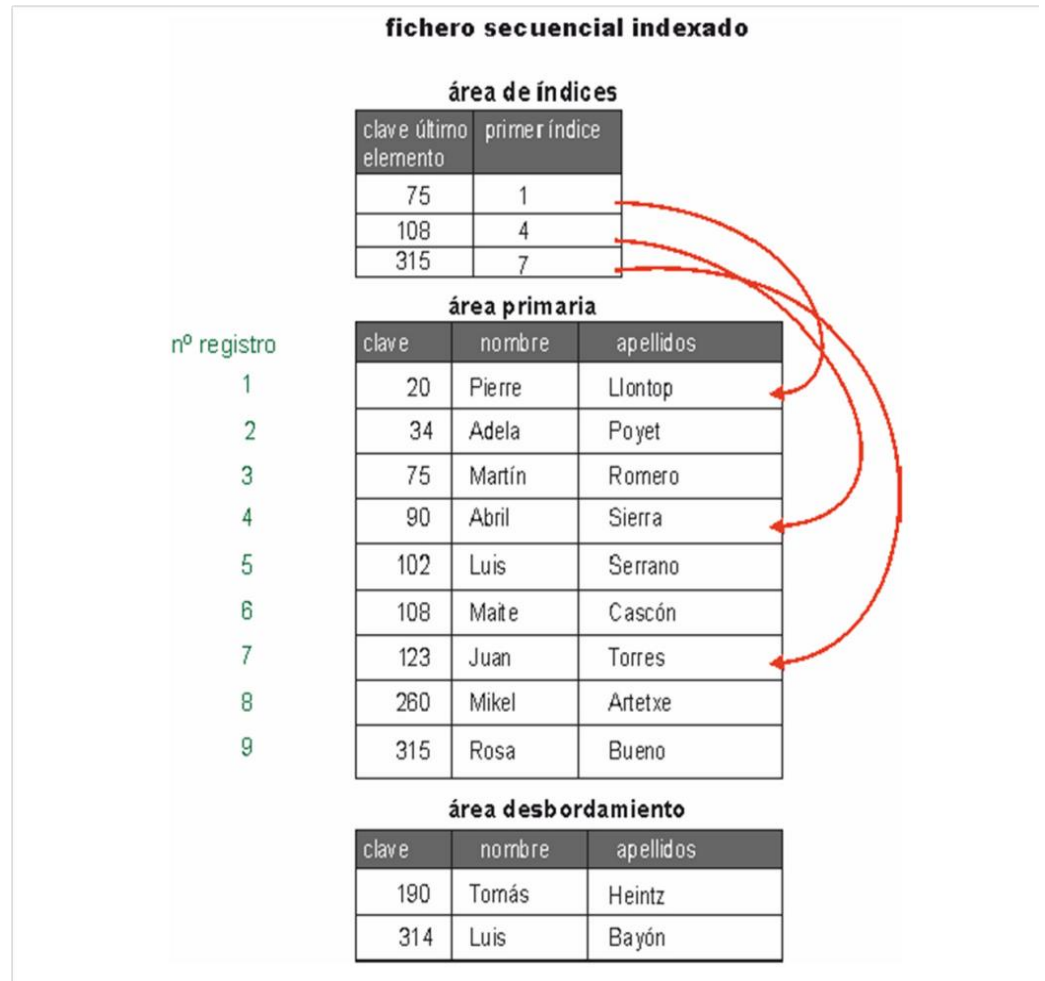 fichero secuencial indexado
área de índices
clave último primer índice
elemento
75 1
108 4
315 7
área primaria
nº registro clave nombre apellidos
1 20 Pierre Llontop
2 34 Adela Poyet
3 75 Martín Romero
4 90 Abril Sierra
5 102 Luis Serrano
6 108 Maite Cascón
7 123 Juan Torres
8 260 Mikel Artetxe
9 315 Rosa Bueno
área desbordamiento
clave nombre apellidos
190 Tomás Heintz
314 Luis Bayón